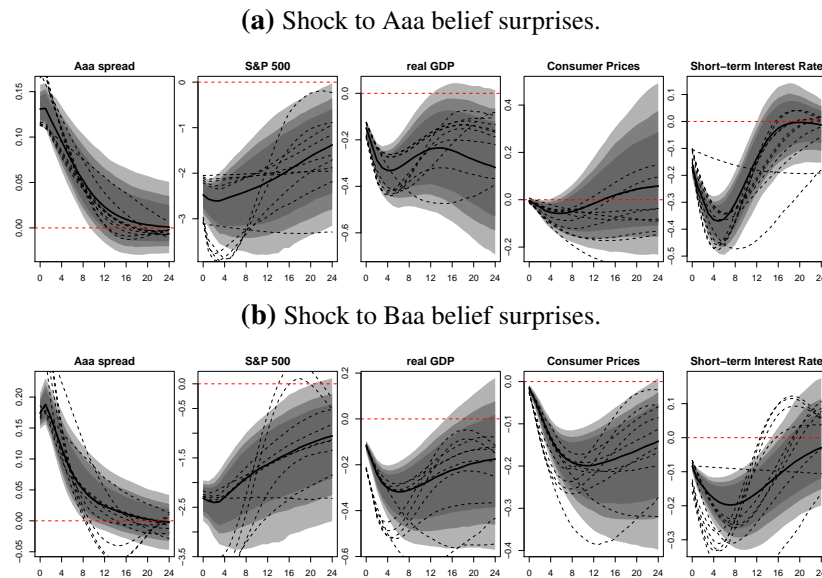 (a) Shock to Aaa belief surprises.
Aaa spread S&P 500 real GDP Consumer Prices Short-term Interest Rate
0.00 0.05 0.10 0.15
-3 -2 -1 0
-0.6 -0.4 -0.2 0.0
-0.2 0.0 0.2 0.4
-0.5 -0.4 -0.3 -0.2 -0.1 0.0 0.1
0 4 8 12 16 20 24 0 4 8 12 16 20 24 0 4 8 12 16 20 24 0 4 8 12 16 20 24 0 4 8 12 16 20 24
(b) Shock to Baa belief surprises.
Aaa spread S&P 500 real GDP Consumer Prices Short-term Interest Rate
-0.05 0.00 0.05 0.10 0.15 0.20
-3.5 -2.5 -1.5 -0.5 0.0
-0.6 -0.4 -0.2 0.0 0.2
-0.4 -0.3 -0.2 -0.1 0.0
-0.3 -0.2 -0.1 0.0 0.1
0 4 8 12 16 20 24 0 4 8 12 16 20 24 0 4 8 12 16 20 24 0 4 8 12 16 20 24 0 4 8 12 16 20 24